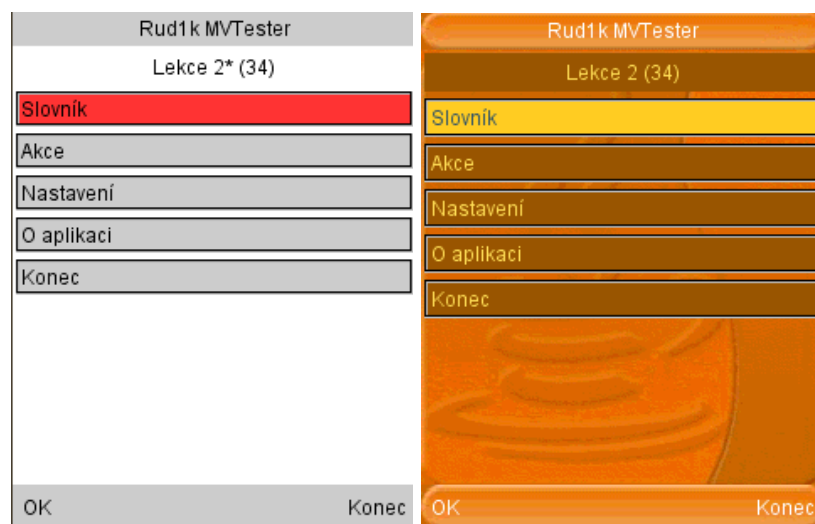 Rud1k MVTester
Lekce 2* (34)
Slovník
Akce
Nastavení
O aplikaci
Konec
OK Konec
Rud1k MVTester
Lekce 2 (34)
Slovník
Akce
Nastavení
O aplikaci
Konec
OK Konec